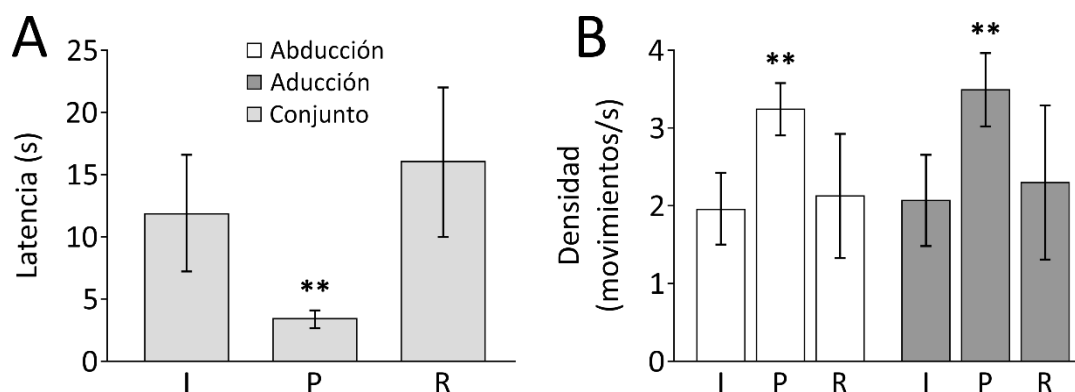 A
Latencia (s)
25
20
15
10
5
0
Abducción
Aducción
Conjunto
**
I P R
B
Densidad
(movimientos/s)
4
3
2
1
0
** **
I P R I P R